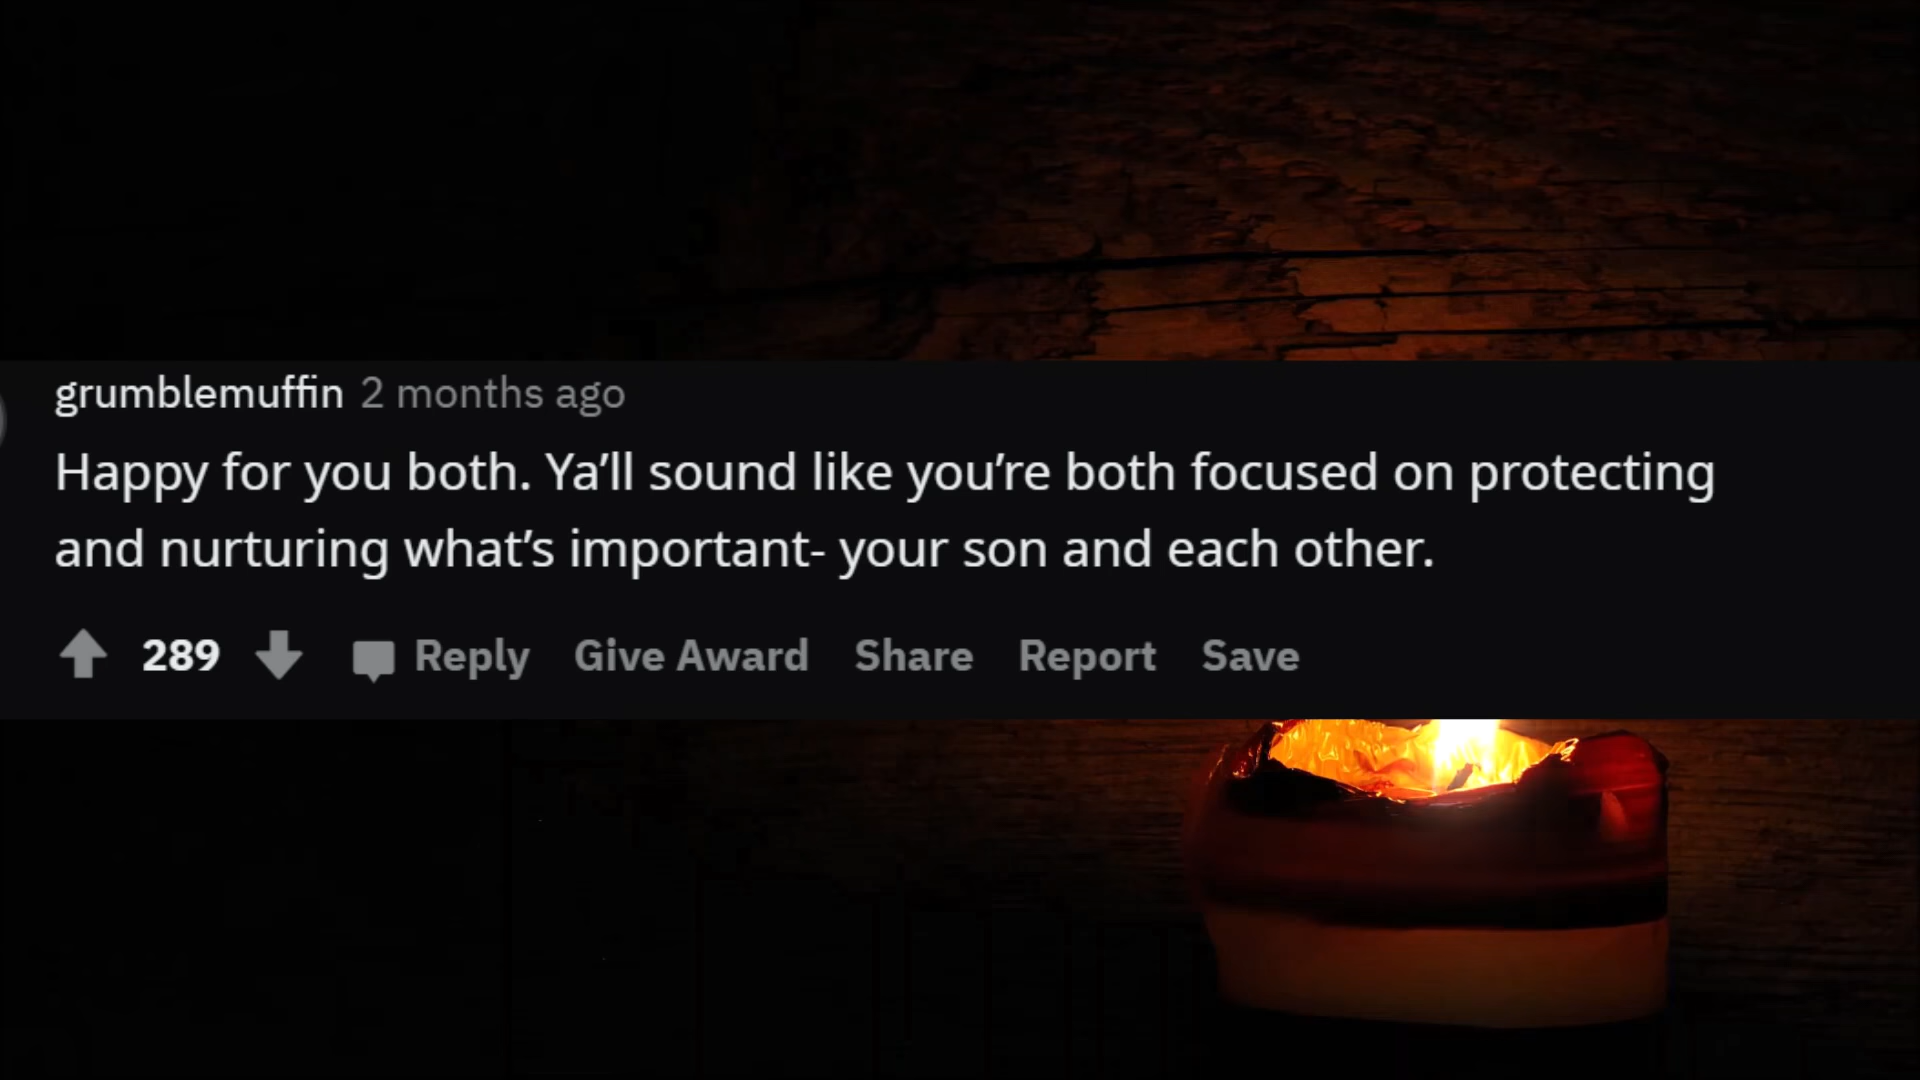 grumblemuffin 2 months ago
Happy for you both. Ya’ll sound like you’re both focused on protecting
and nurturing what’s important- your son and each other.
289 Reply Give Award Share Report Save